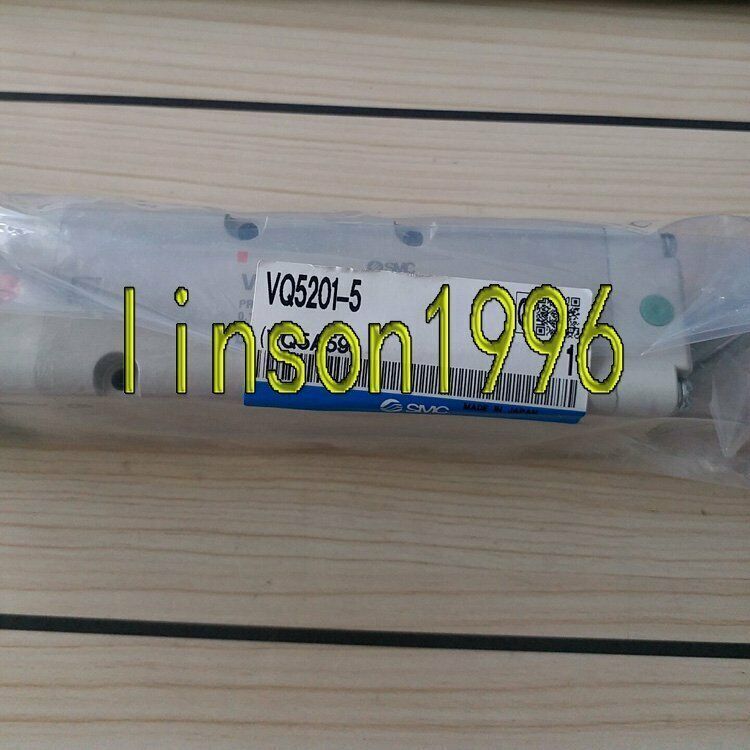 SMC
VQ5201-5
linson1996
1
SMC MADE IN JAPAN